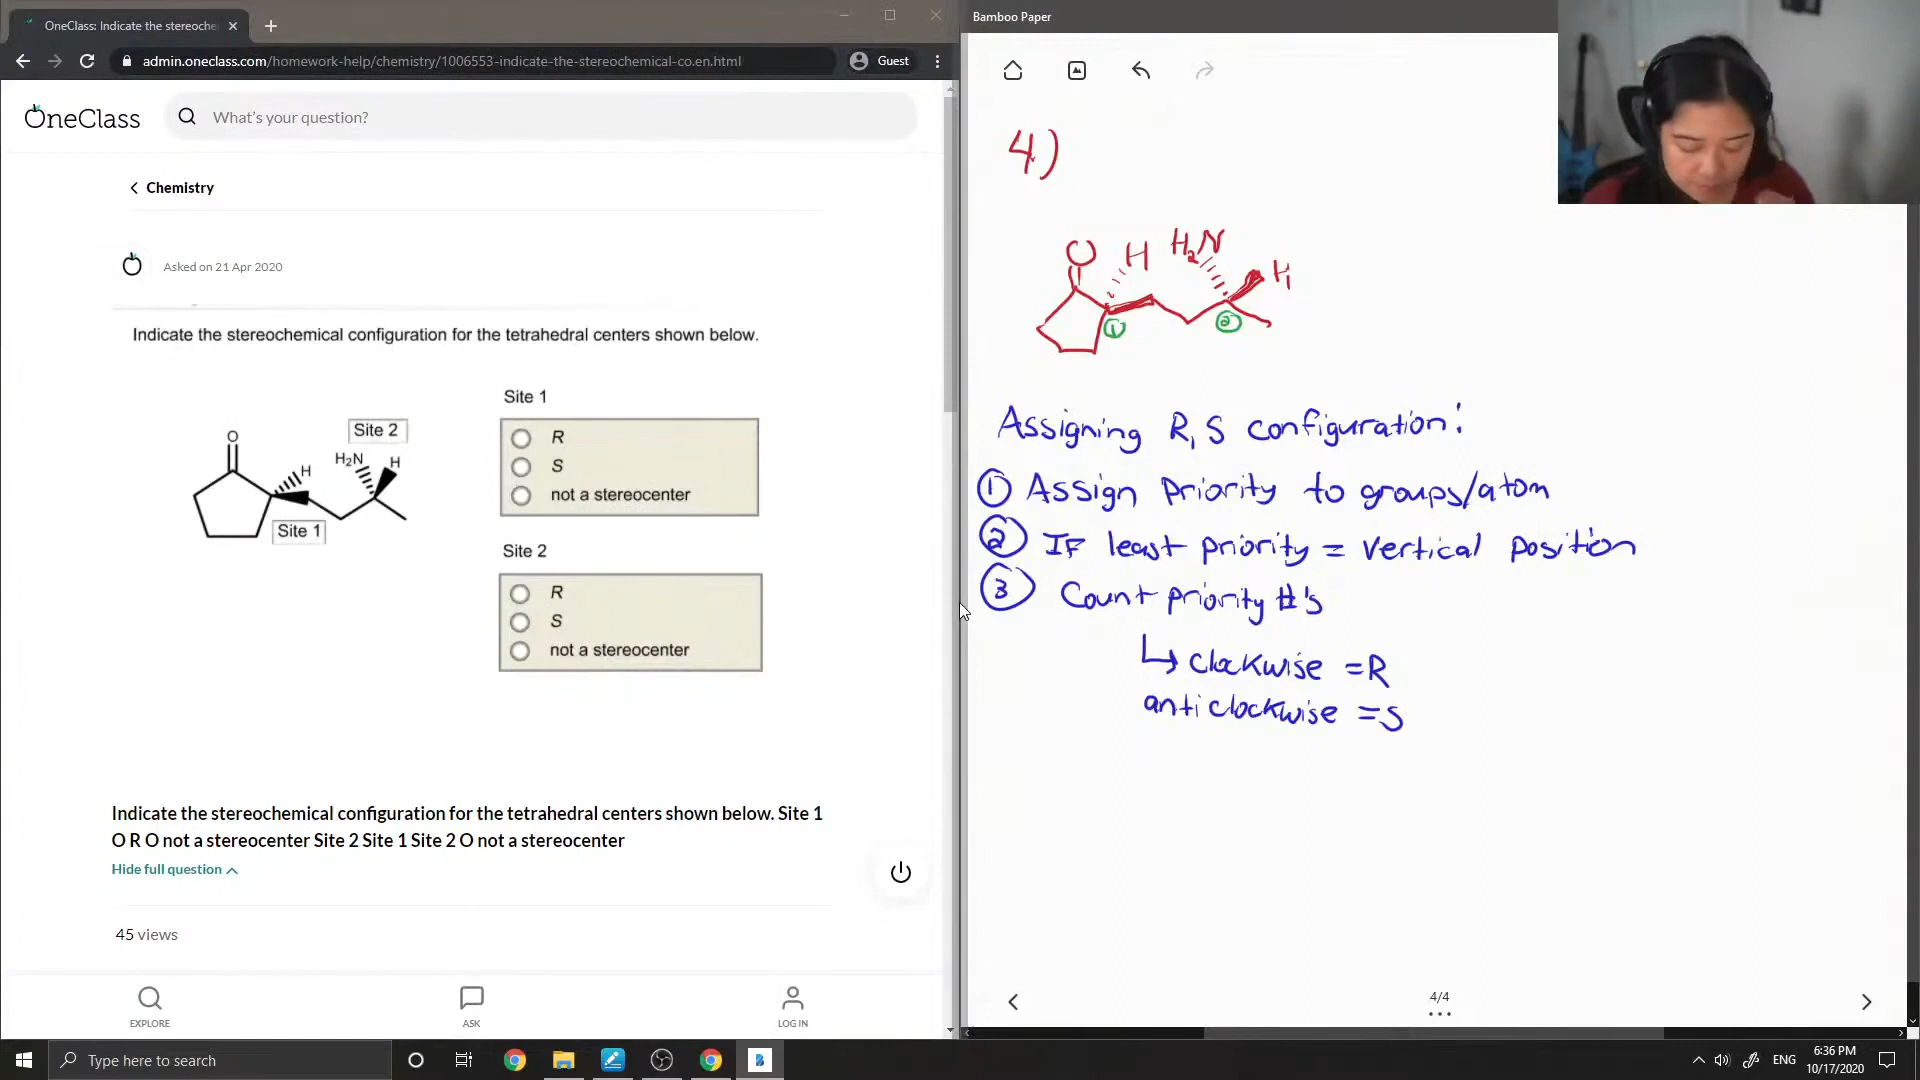 OneClass: Indicate the stereoche
admin.oneclass.com/homework-help/chemistry/1006553-indicate-the-stereochemical-co.en.html
Guest
OneClass
What's your question?
Chemistry
Asked on 21 Apr 2020
Indicate the stereochemical configuration for the tetrahedral centers shown below.
Site 1
R
S
not a stereocenter
Site 2
R
S
not a stereocenter
O
Site 2
H2N
H
H
Site 1
Indicate the stereochemical configuration for the tetrahedral centers shown below. Site 1
O R O not a stereocenter Site 2 Site 1 Site 2 O not a stereocenter
Hide full question
45 views
EXPLORE
ASK
LOG IN
Bamboo Paper
4)
O
H
H2N
H
1
2
Assigning R, S configuration:
① Assign priority to groups/atom
② IF least priority = vertical position
③ Count priority #'s
↳ clockwise = R
anticlockwise = S
4/4
Type here to search
ENG
6:36 PM
10/17/2020